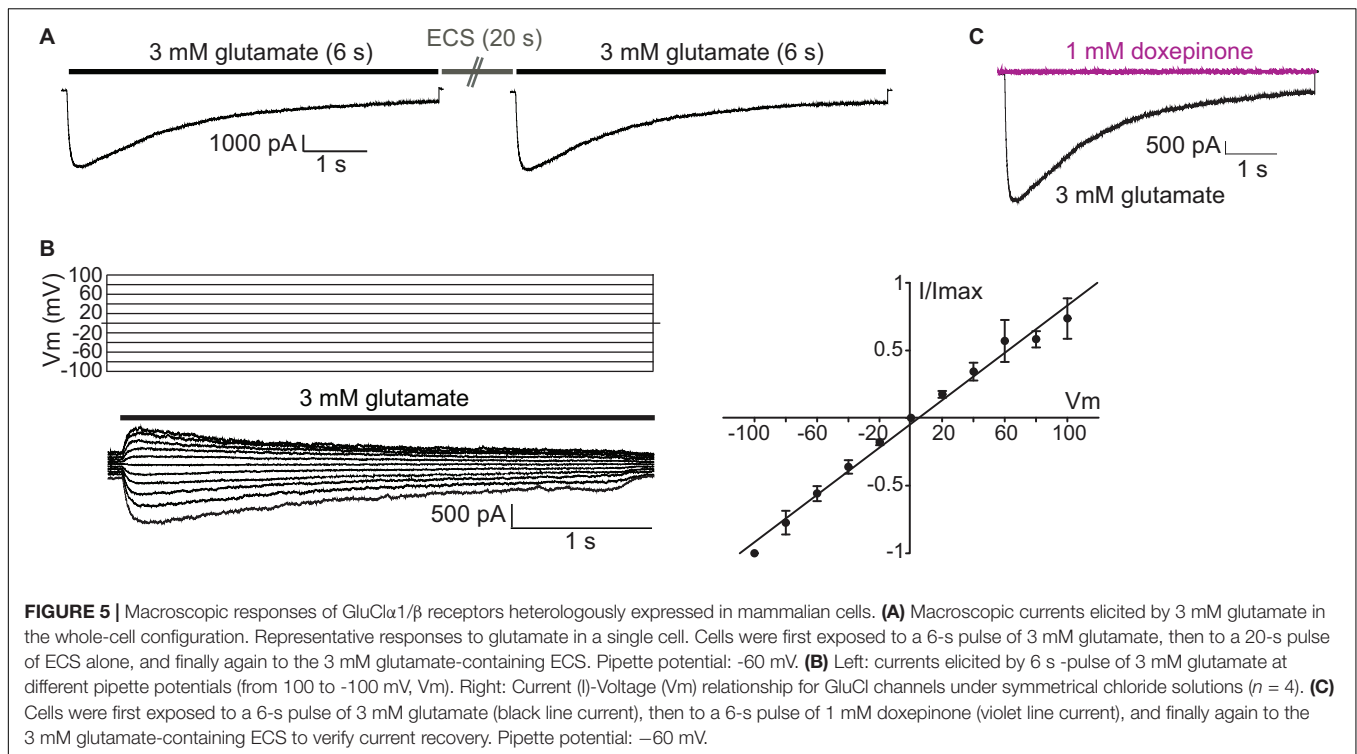 A
3 mM glutamate (6 s)
ECS (20 s)
3 mM glutamate (6 s)
1000 pA
1 s
C
1 mM doxepinone
500 pA
1 s
3 mM glutamate
B
Vm (mV)
100
60
20
-20
-60
-100
3 mM glutamate
500 pA
1 s
1
I/Imax
0.5
Vm
-100 -60 -20 20 60 100
-0.5
-1
FIGURE 5 | Macroscopic responses of GluClα1/β receptors heterologously expressed in mammalian cells. (A) Macroscopic currents elicited by 3 mM glutamate in
the whole-cell configuration. Representative responses to glutamate in a single cell. Cells were first exposed to a 6-s pulse of 3 mM glutamate, then to a 20-s pulse
of ECS alone, and finally again to the 3 mM glutamate-containing ECS. Pipette potential: -60 mV. (B) Left: currents elicited by 6 s -pulse of 3 mM glutamate at
different pipette potentials (from 100 to -100 mV, Vm). Right: Current (I)-Voltage (Vm) relationship for GluCl channels under symmetrical chloride solutions (n = 4). (C)
Cells were first exposed to a 6-s pulse of 3 mM glutamate (black line current), then to a 6-s pulse of 1 mM doxepinone (violet line current), and finally again to the
3 mM glutamate-containing ECS to verify current recovery. Pipette potential: −60 mV.